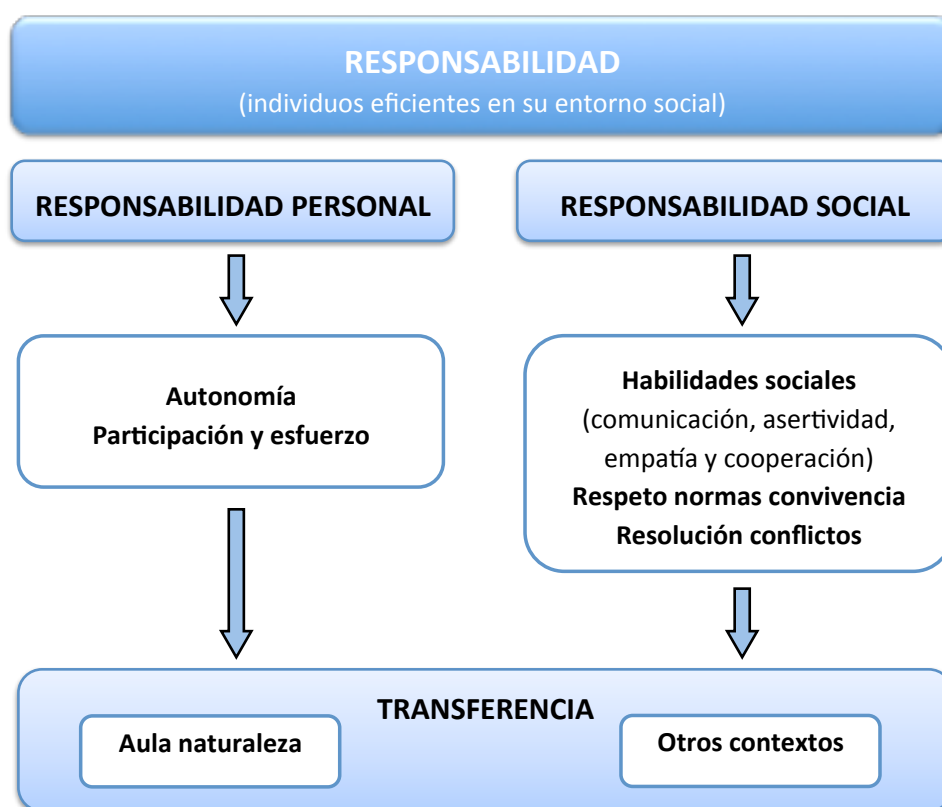 RESPONSABILIDAD
(individuos eficientes en su entorno social)
RESPONSABILIDAD PERSONAL
RESPONSABILIDAD SOCIAL
Autonomía
Participación y esfuerzo
Habilidades sociales
(comunicación, asertividad,
empatía y cooperación)
Respeto normas convivencia
Resolución conflictos
TRANSFERENCIA
Aula naturaleza
Otros contextos